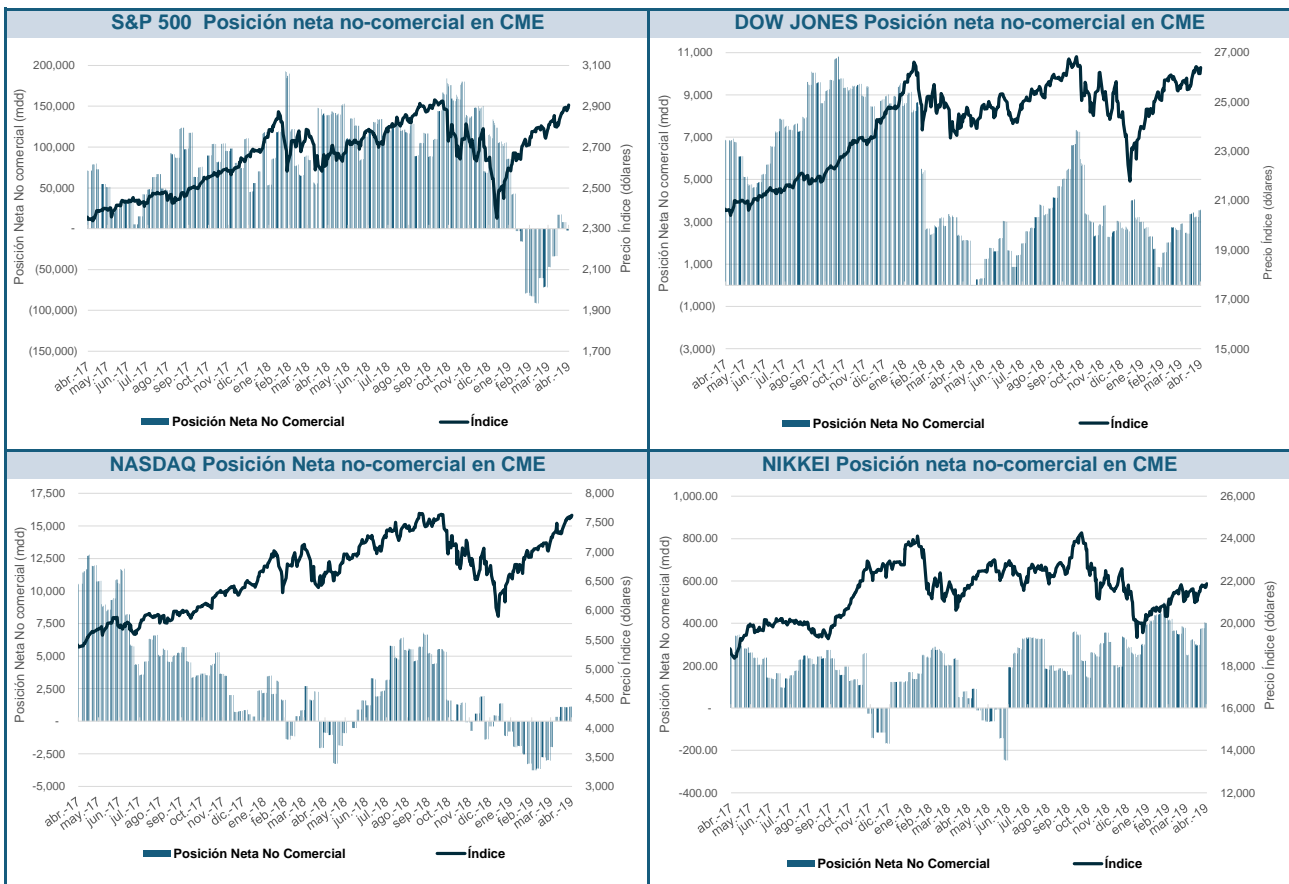 S&P 500 Posición neta no-comercial en CME
Posición Neta No comercial (mdd)
200,000
150,000
100,000
50,000
-
(50,000)
(100,000)
(150,000)
3,100
2,900
2,700
2,500
2,300
2,100
1,900
1,700
Precio Índice (dólares)
abr.-17
may.-17
jun.-17
jul.-17
ago.-17
sep.-17
oct.-17
nov.-17
dic.-17
ene.-18
feb.-18
mar.-18
abr.-18
may.-18
jun.-18
jul.-18
ago.-18
sep.-18
oct.-18
nov.-18
dic.-18
ene.-19
feb.-19
mar.-19
abr.-19
Posición Neta No Comercial
Índice
DOW JONES Posición neta no-comercial en CME
Posición Neta No comercial (mdd)
11,000
9,000
7,000
5,000
3,000
1,000
(1,000)
(3,000)
27,000
25,000
23,000
21,000
19,000
17,000
15,000
Precio Índice (dólares)
abr.-17
may.-17
jun.-17
jul.-17
ago.-17
sep.-17
oct.-17
nov.-17
dic.-17
ene.-18
feb.-18
mar.-18
abr.-18
may.-18
jun.-18
jul.-18
ago.-18
sep.-18
oct.-18
nov.-18
dic.-18
ene.-19
feb.-19
mar.-19
abr.-19
Posición Neta No Comercial
Índice
NASDAQ Posición Neta no-comercial en CME
Posición Neta No comercial (mdd)
17,500
15,000
12,500
10,000
7,500
5,000
2,500
-
-2,500
-5,000
8,000
7,500
7,000
6,500
6,000
5,500
5,000
4,500
4,000
3,500
3,000
Precio Índice (dólares)
abr.-17
may.-17
jun.-17
jul.-17
ago.-17
sep.-17
oct.-17
nov.-17
dic.-17
ene.-18
feb.-18
mar.-18
abr.-18
may.-18
jun.-18
jul.-18
ago.-18
sep.-18
oct.-18
nov.-18
dic.-18
ene.-19
feb.-19
mar.-19
abr.-19
Posición Neta No Comercial
Índice
NIKKEI Posición neta no-comercial en CME
Posición Neta No comercial (mdd)
1,000.00
800.00
600.00
400.00
200.00
-
-200.00
-400.00
26,000
24,000
22,000
20,000
18,000
16,000
14,000
12,000
Precio Índice (dólares)
abr.-17
may.-17
jun.-17
jul.-17
ago.-17
sep.-17
oct.-17
nov.-17
dic.-17
ene.-18
feb.-18
mar.-18
abr.-18
may.-18
jun.-18
jul.-18
ago.-18
sep.-18
oct.-18
nov.-18
dic.-18
ene.-19
feb.-19
mar.-19
abr.-19
Posición Neta No Comercial
Índice